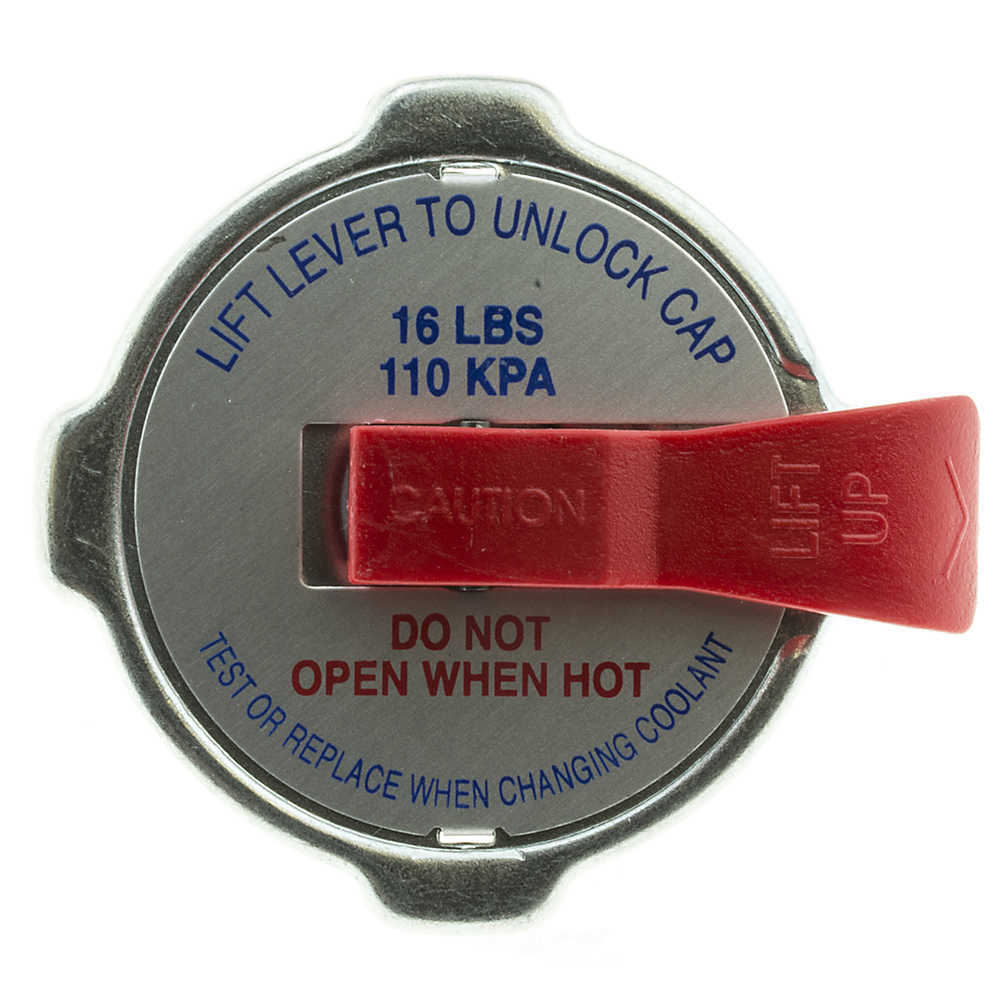 LIFT LEVER TO UNLOCK CAP
16 LBS
110 KPA
CAUTION
LIFT
UP
DO NOT
OPEN WHEN HOT
TEST OR REPLACE WHEN CHANGING COOLANT